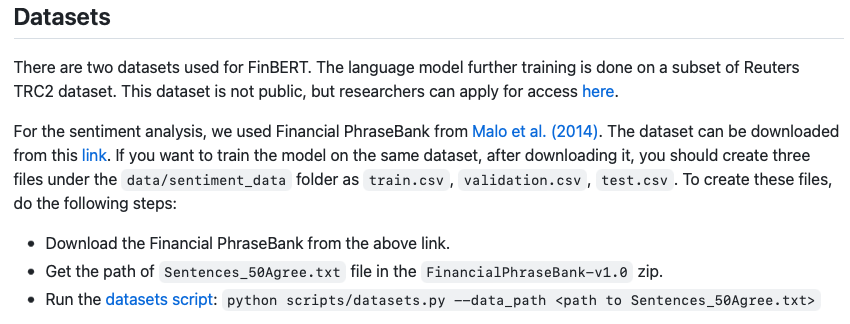 Datasets
There are two datasets used for FinBERT. The language model further training is done on a subset of Reuters
TRC2 dataset. This dataset is not public, but researchers can apply for access here.
For the sentiment analysis, we used Financial PhraseBank from Malo et al. (2014). The dataset can be downloaded
from this link. If you want to train the model on the same dataset, after downloading it, you should create three
files under the data/sentiment_data folder as train.csv, validation.csv, test.csv. To create these files,
do the following steps:
• Download the Financial PhraseBank from the above link.
• Get the path of Sentences_50Agree.txt file in the FinancialPhraseBank-v1.0 zip.
• Run the datasets script: python scripts/datasets.py --data_path <path to Sentences_50Agree.txt>